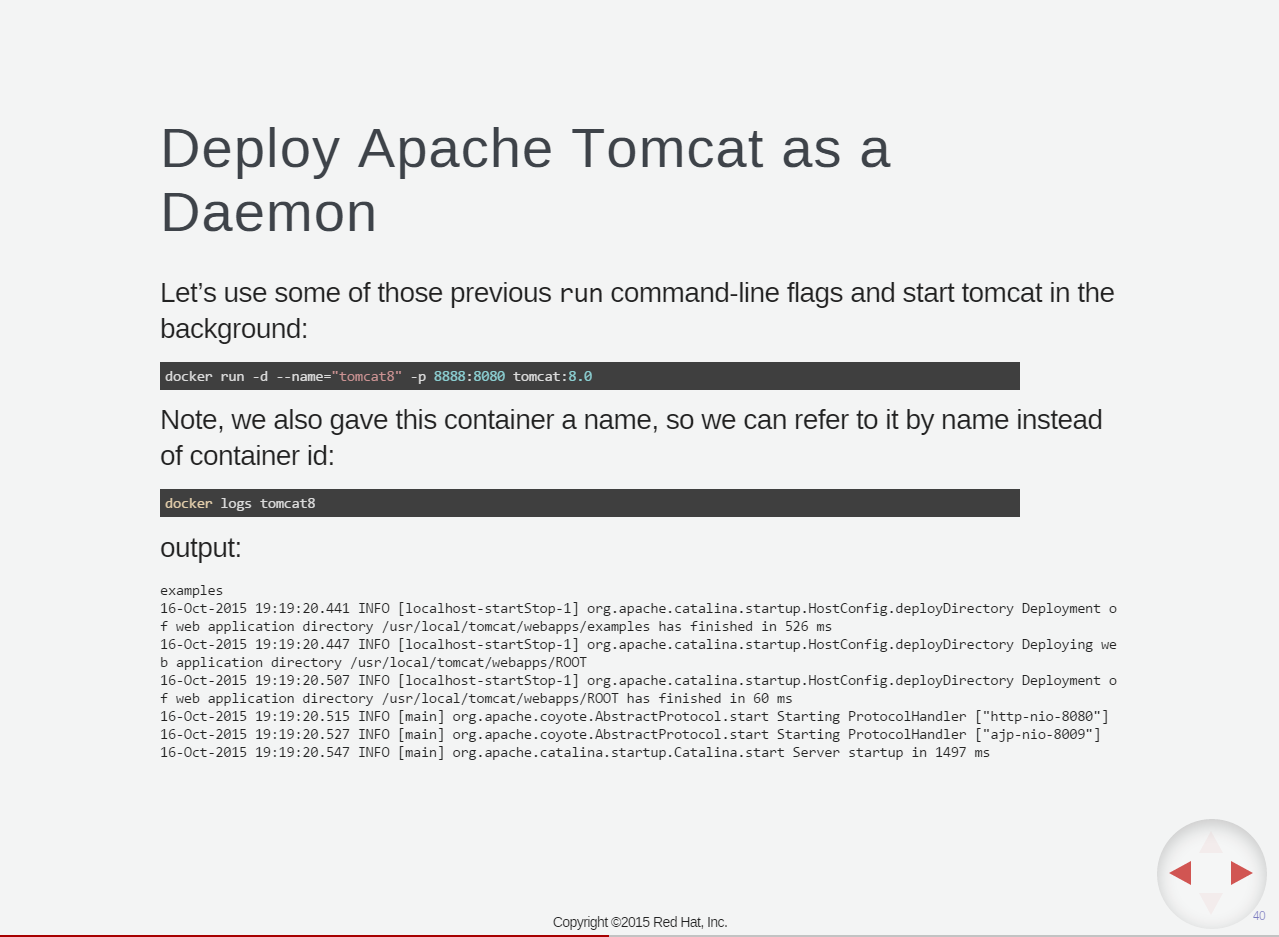 Deploy Apache Tomcat as a
Daemon
Let’s use some of those previous run command-line flags and start tomcat in the
background:
docker run -d --name="tomcat8" -p 8888:8080 tomcat:8.0
Note, we also gave this container a name, so we can refer to it by name instead
of container id:
docker logs tomcat8
output:
examples
16-Oct-2015 19:19:20.441 INFO [localhost-startStop-1] org.apache.catalina.startup.HostConfig.deployDirectory Deployment o
f web application directory /usr/local/tomcat/webapps/examples has finished in 526 ms
16-Oct-2015 19:19:20.447 INFO [localhost-startStop-1] org.apache.catalina.startup.HostConfig.deployDirectory Deploying we
b application directory /usr/local/tomcat/webapps/ROOT
16-Oct-2015 19:19:20.507 INFO [localhost-startStop-1] org.apache.catalina.startup.HostConfig.deployDirectory Deployment o
f web application directory /usr/local/tomcat/webapps/ROOT has finished in 60 ms
16-Oct-2015 19:19:20.515 INFO [main] org.apache.coyote.AbstractProtocol.start Starting ProtocolHandler ["http-nio-8080"]
16-Oct-2015 19:19:20.527 INFO [main] org.apache.coyote.AbstractProtocol.start Starting ProtocolHandler ["ajp-nio-8009"]
16-Oct-2015 19:19:20.547 INFO [main] org.apache.catalina.startup.Catalina.start Server startup in 1497 ms
40
Copyright ©2015 Red Hat, Inc.